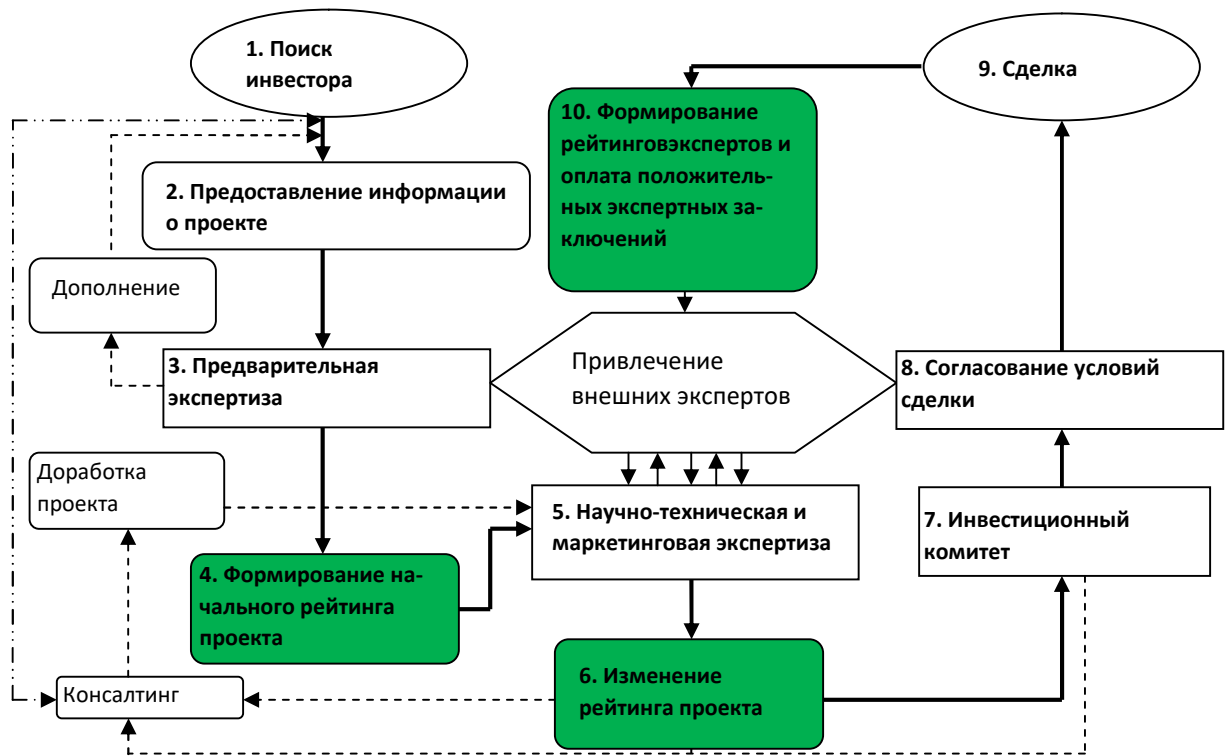 1. Поиск
инвестора
9. Сделка
10. Формирование
рейтинговэкспертов и
оплата положитель-
ных экспертных за-
ключений
2. Предоставление информации
о проекте
Дополнение
3. Предварительная
экспертиза
Привлечение
внешних экспертов
8. Согласование условий
сделки
Доработка
проекта
5. Научно-техническая и
маркетинговая экспертиза
7. Инвестиционный
комитет
4. Формирование на-
чального рейтинга
проекта
6. Изменение
рейтинга проекта
Консалтинг